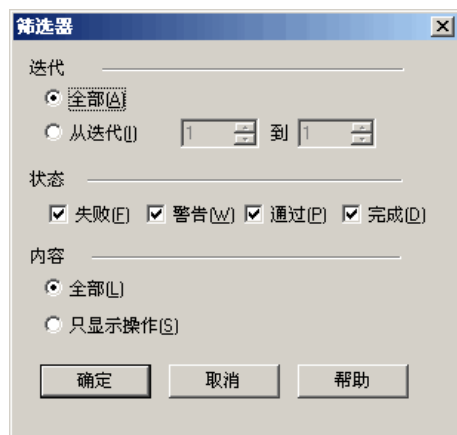 筛选器
迭代
全部(A)
从迭代(I) 1 到 1
状态
失败(F) 警告(W) 通过(P) 完成(D)
内容
全部(L)
只显示操作(S)
确定 取消 帮助